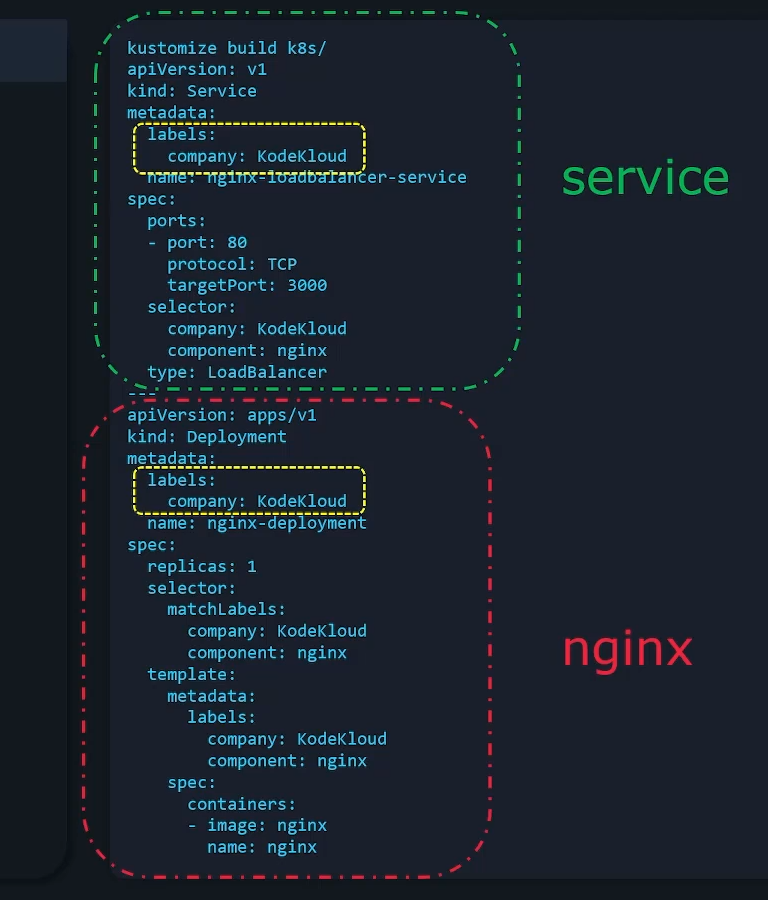 kustomize build k8s/
apiVersion: v1
kind: Service
metadata:
  labels:
    company: KodeKloud
  name: nginx-loadbalancer-service
spec:
  ports:
  - port: 80
    protocol: TCP
    targetPort: 3000
  selector:
    company: KodeKloud
    component: nginx
  type: LoadBalancer
---
apiVersion: apps/v1
kind: Deployment
metadata:
  labels:
    company: KodeKloud
  name: nginx-deployment
spec:
  replicas: 1
  selector:
    matchLabels:
      company: KodeKloud
      component: nginx
  template:
    metadata:
      labels:
        company: KodeKloud
        component: nginx
    spec:
      containers:
      - image: nginx
        name: nginx
service
nginx